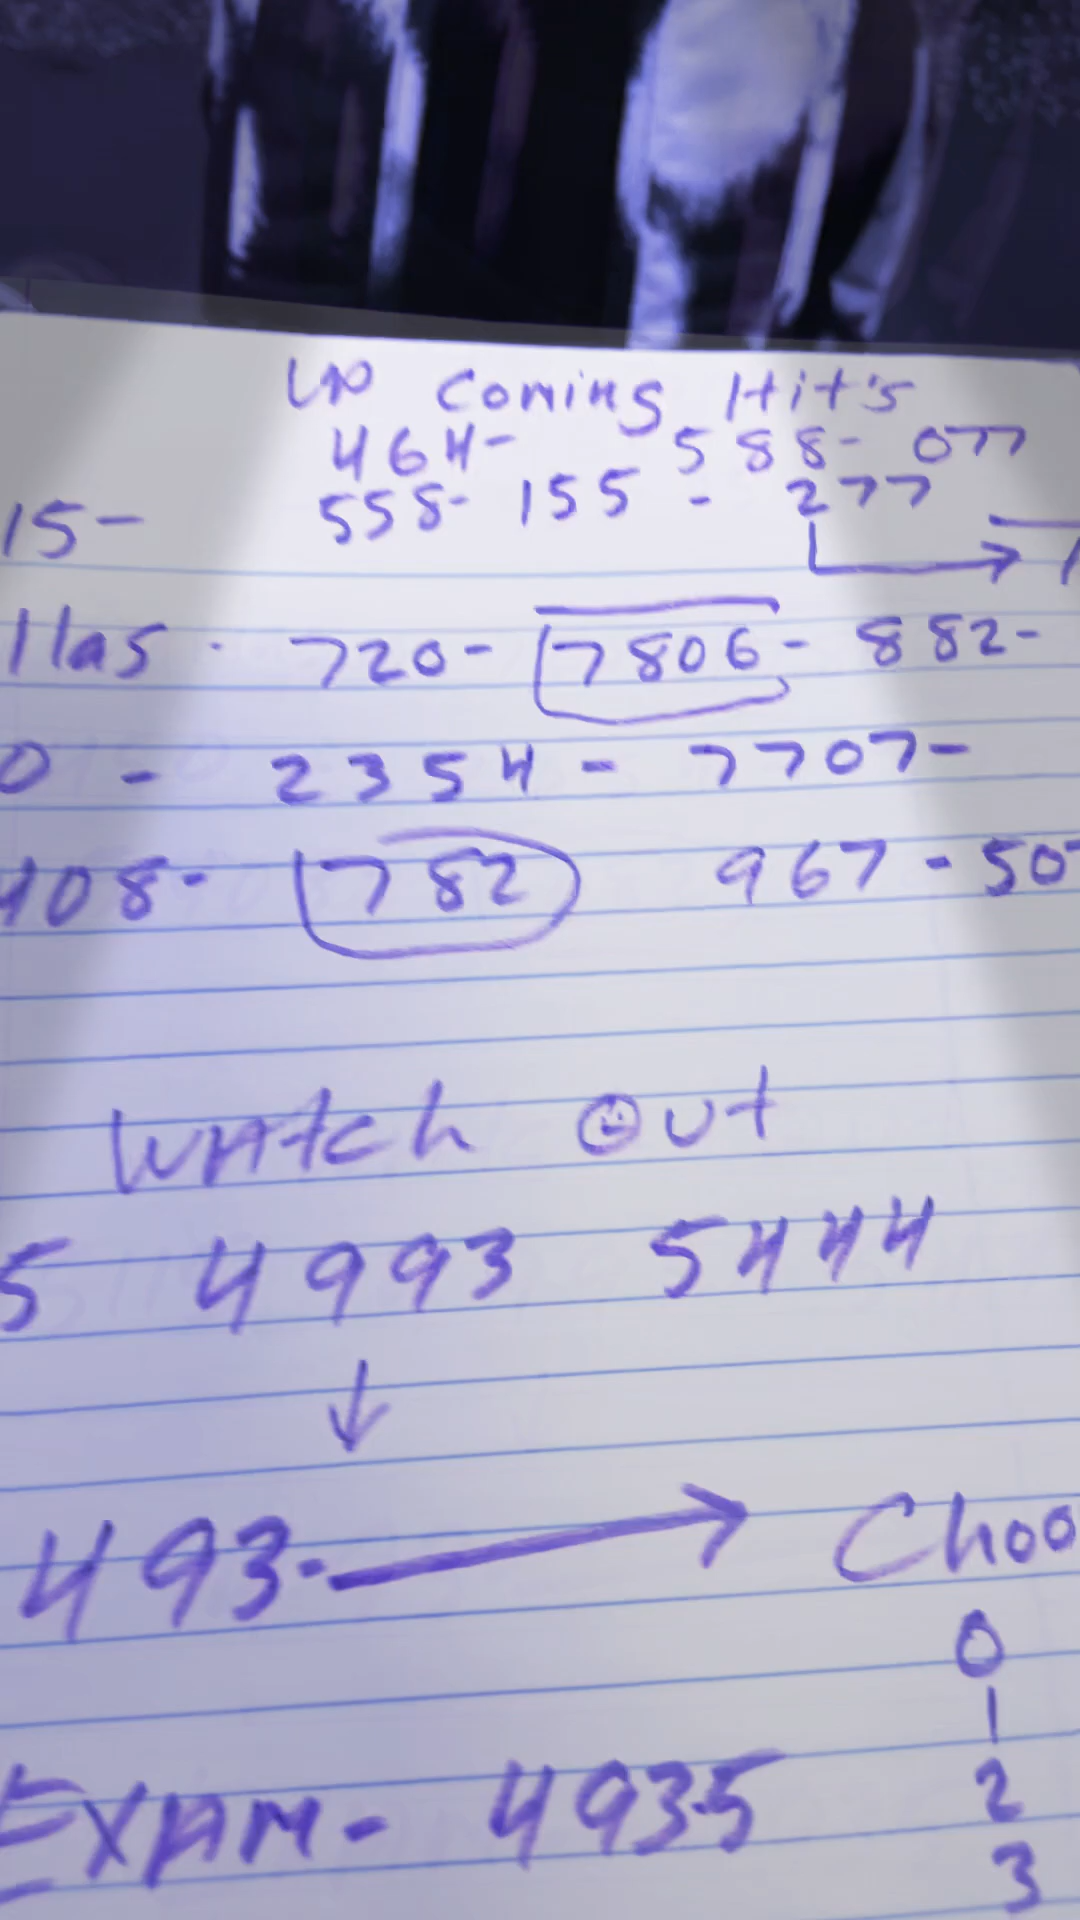 UP Coming Hit's
464- 588- 077
15- 558- 155 - 277
llas . 720- 7806- 882-
0 - 2354 - 7707-
408- 782 967 - 50
Watch Out
5 4993 5444
493. Choo
0
1
2
Exam- 4935
3